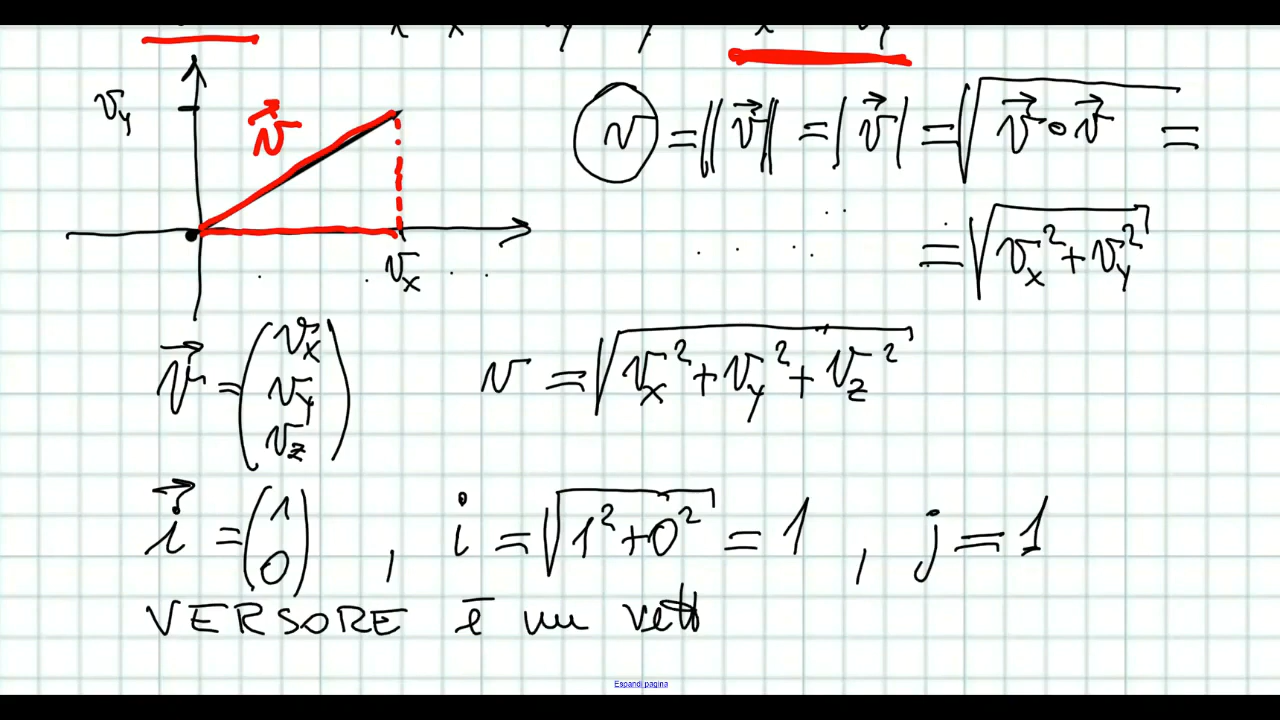 v_y
v⃗
v = ||v⃗|| = |v⃗| = √(v⃗ ∘ v⃗) =
v_x
= √(v_x² + v_y²)
v⃗ = (v_x v_y v_z)
v = √(v_x² + v_y² + v_z²)
i⃗ = (1 0) , i = √(1² + 0²) = 1 , j = 1
VERSORE è un vett
Espandi pagina